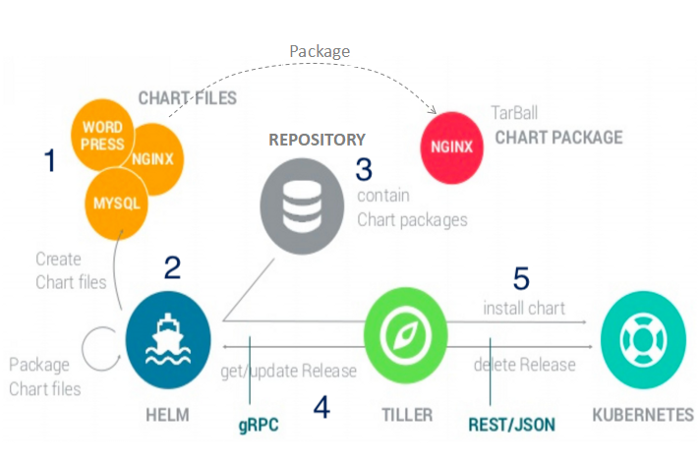 Package
CHART FILES
WORD
PRESS
NGINX
MYSQL
1
TarBall
CHART PACKAGE
NGINX
REPOSITORY
3
contain
Chart packages
Create
Chart files
2
5
install chart
Package
Chart files
get/update Release
delete Release
HELM
gRPC
4
TILLER
REST/JSON
KUBERNETES